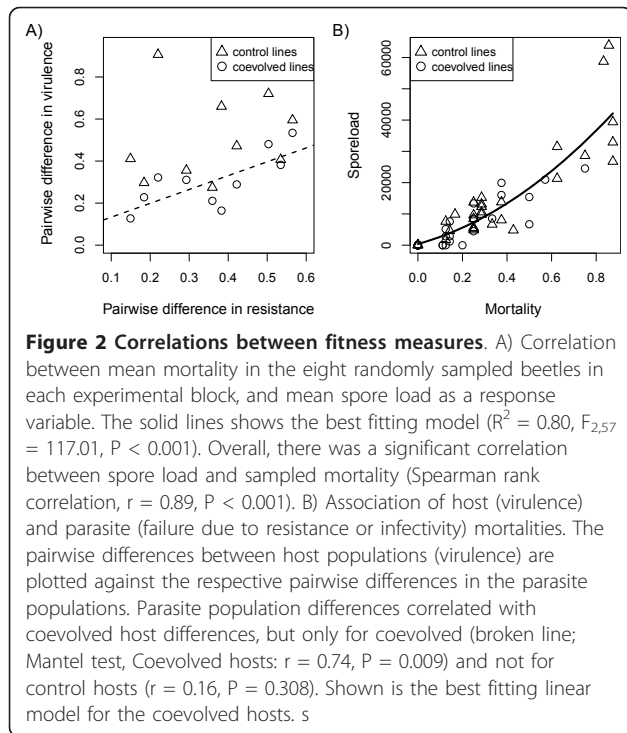 A)
B)
△ control lines
○ coevolved lines
△ control lines
○ coevolved lines
Pairwise difference in virulence
0.0
0.2
0.4
0.6
0.8
0.1
0.2
0.3
0.4
0.5
0.6
Pairwise difference in resistance
Sporeload
0
20000
40000
60000
0.0
0.2
0.4
0.6
0.8
Mortality
Figure 2 Correlations between fitness measures. A) Correlation
between mean mortality in the eight randomly sampled beetles in
each experimental block, and mean spore load as a response
variable. The solid lines shows the best fitting model (R² = 0.80, F₂,₅₇
= 117.01, P < 0.001). Overall, there was a significant correlation
between spore load and sampled mortality (Spearman rank
correlation, r = 0.89, P < 0.001). B) Association of host (virulence)
and parasite (failure due to resistance or infectivity) mortalities. The
pairwise differences between host populations (virulence) are
plotted against the respective pairwise differences in the parasite
populations. Parasite population differences correlated with
coevolved host differences, but only for coevolved (broken line;
Mantel test, Coevolved hosts: r = 0.74, P = 0.009) and not for
control hosts (r = 0.16, P = 0.308). Shown is the best fitting linear
model for the coevolved hosts. s